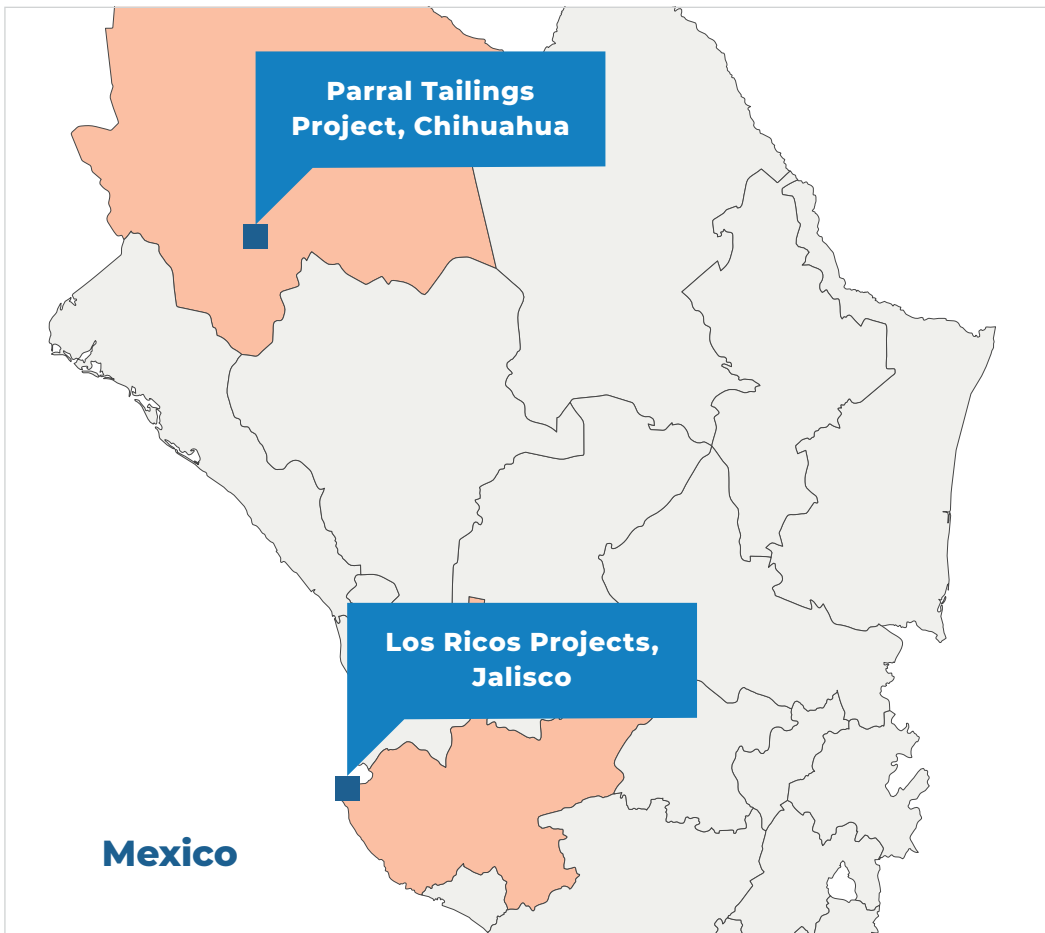 Parral Tailings
Project, Chihuahua
Los Ricos Projects,
Jalisco
Mexico